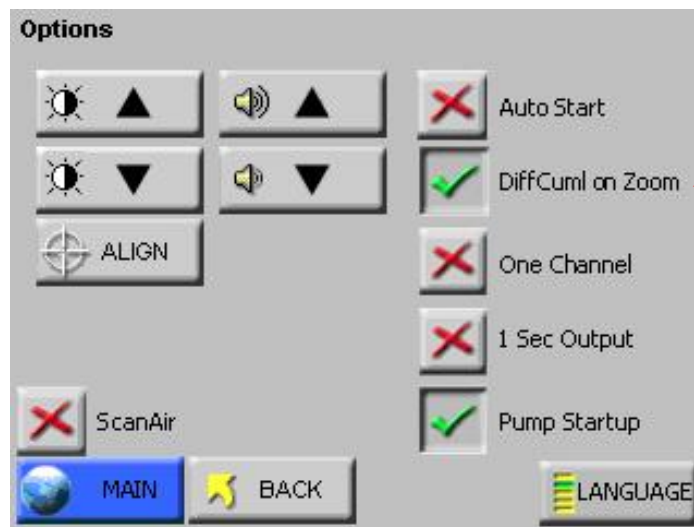 Options
Auto Start
DiffCuml on Zoom
ALIGN
One Channel
1 Sec Output
ScanAir
Pump Startup
MAIN
BACK
LANGUAGE